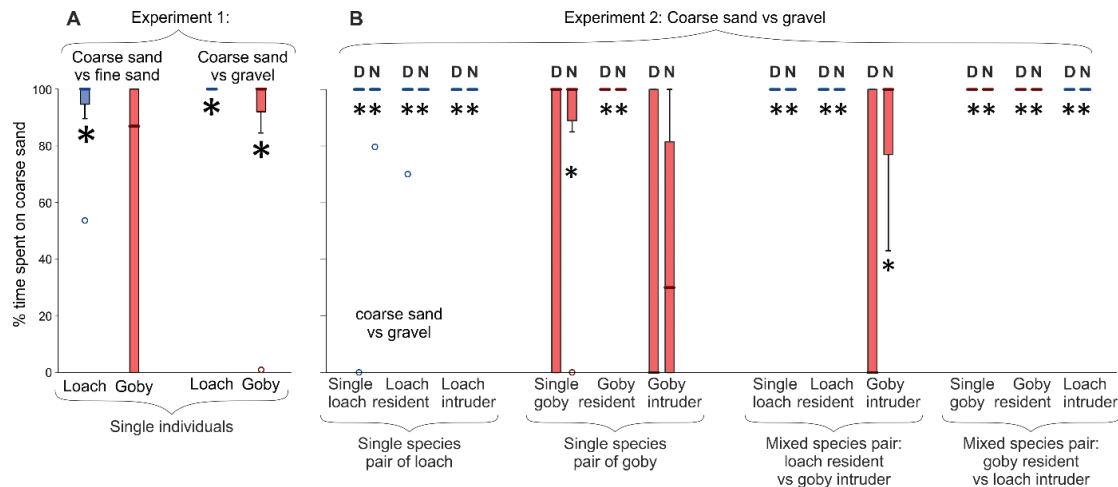 A
Experiment 1:
B
Experiment 2: Coarse sand vs gravel
Coarse sand
vs fine sand
Coarse sand
vs gravel
D N D N D N
D N D N D N
D N D N D N
D N D N D N
% time spent on coarse sand
100
80
60
40
20
0
* * * 
** ** **
* **
** ** *
** ** **
coarse sand
vs gravel
Loach Goby
Loach Goby
Single individuals
Single Loach Loach
loach resident intruder
Single Goby Goby
goby resident intruder
Single Loach Goby
loach resident intruder
Single Goby Loach
goby resident intruder
Single species
pair of loach
Single species
pair of goby
Mixed species pair:
loach resident
vs goby intruder
Mixed species pair:
goby resident
vs loach intruder